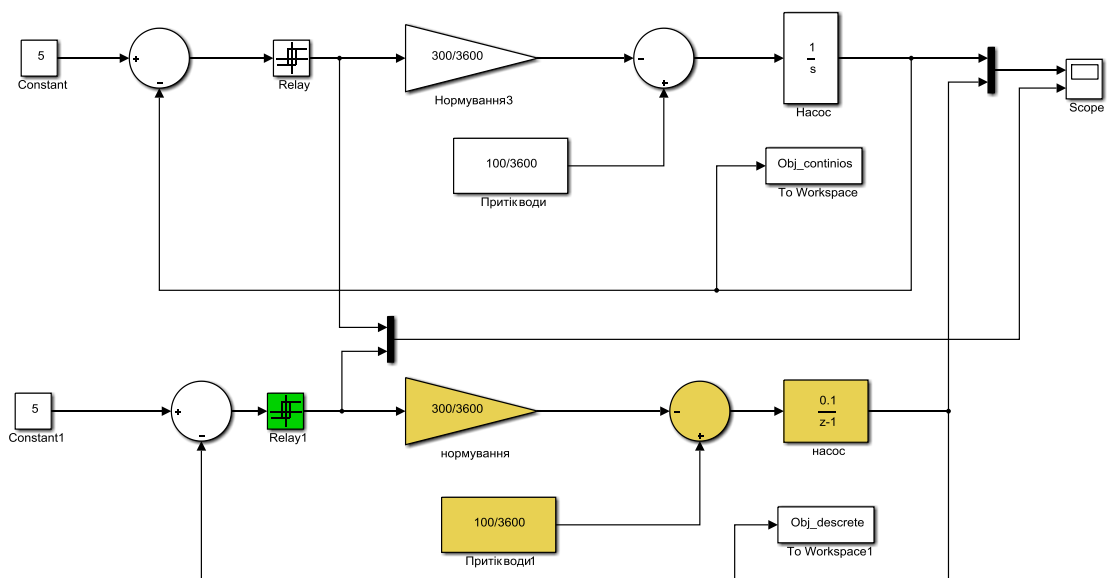 5
Constant
+
-
Relay
300/3600
Нормування3
-
+
1
s
Насос
Scope
100/3600
Притік води
Obj_continios
To Workspace
5
Constant1
+
-
Relay1
300/3600
нормування
-
+
0.1
z-1
насос
100/3600
Притік води1
Obj_descrete
To Workspace1